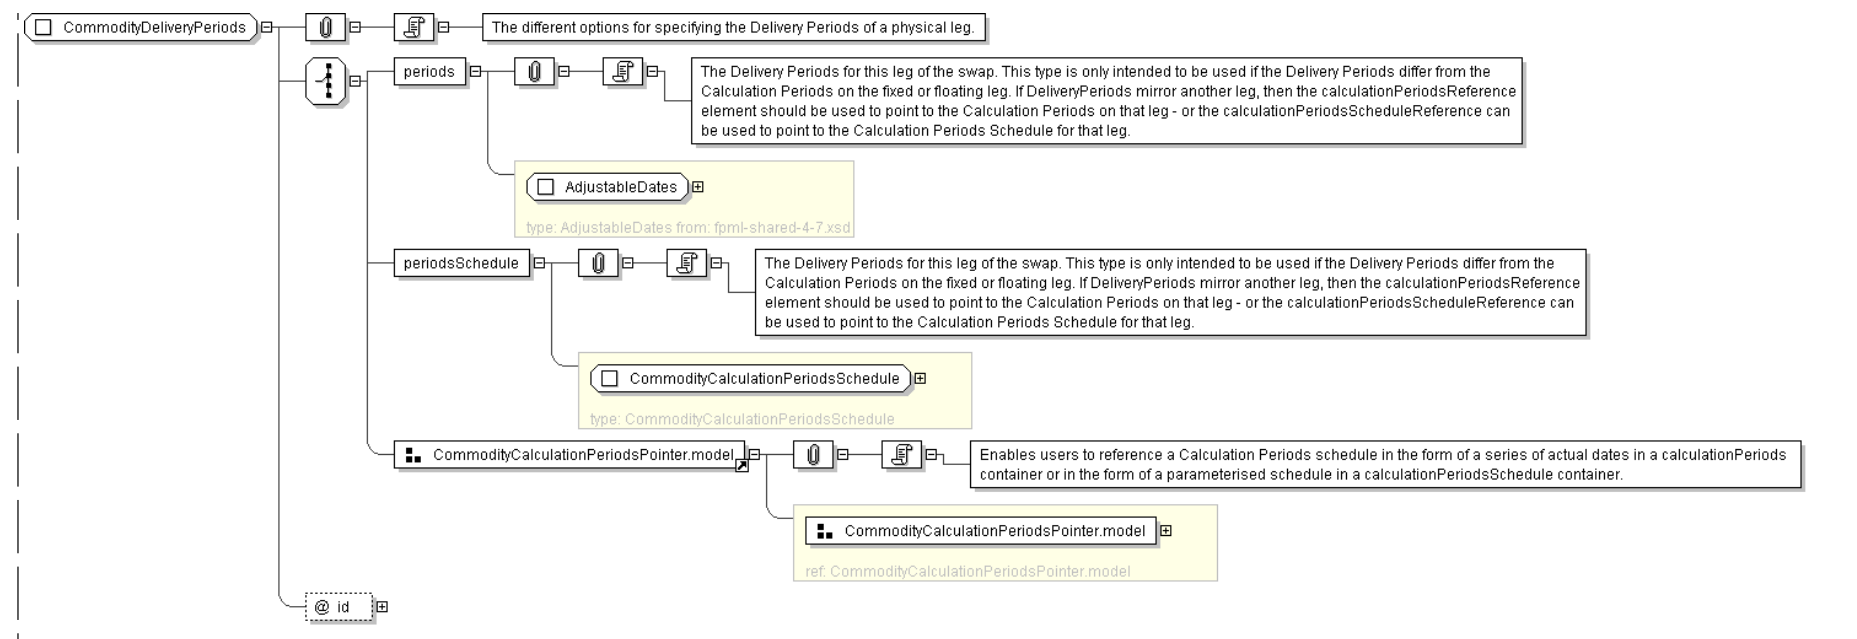 CommodityDeliveryPeriods
The different options for specifying the Delivery Periods of a physical leg.
periods
The Delivery Periods for this leg of the swap. This type is only intended to be used if the Delivery Periods differ from the
Calculation Periods on the fixed or floating leg. If DeliveryPeriods mirror another leg, then the calculationPeriodsReference
element should be used to point to the Calculation Periods on that leg - or the calculationPeriodsScheduleReference can
be used to point to the Calculation Periods Schedule for that leg.
AdjustableDates
type: AdjustableDates from: fpml-shared-4-7.xsd
periodsSchedule
The Delivery Periods for this leg of the swap. This type is only intended to be used if the Delivery Periods differ from the
Calculation Periods on the fixed or floating leg. If DeliveryPeriods mirror another leg, then the calculationPeriodsReference
element should be used to point to the Calculation Periods on that leg - or the calculationPeriodsScheduleReference can
be used to point to the Calculation Periods Schedule for that leg.
CommodityCalculationPeriodsSchedule
type: CommodityCalculationPeriodsSchedule
CommodityCalculationPeriodsPointer.model
Enables users to reference a Calculation Periods schedule in the form of a series of actual dates in a calculationPeriods
container or in the form of a parameterised schedule in a calculationPeriodsSchedule container.
CommodityCalculationPeriodsPointer.model
ref: CommodityCalculationPeriodsPointer.model
@ id